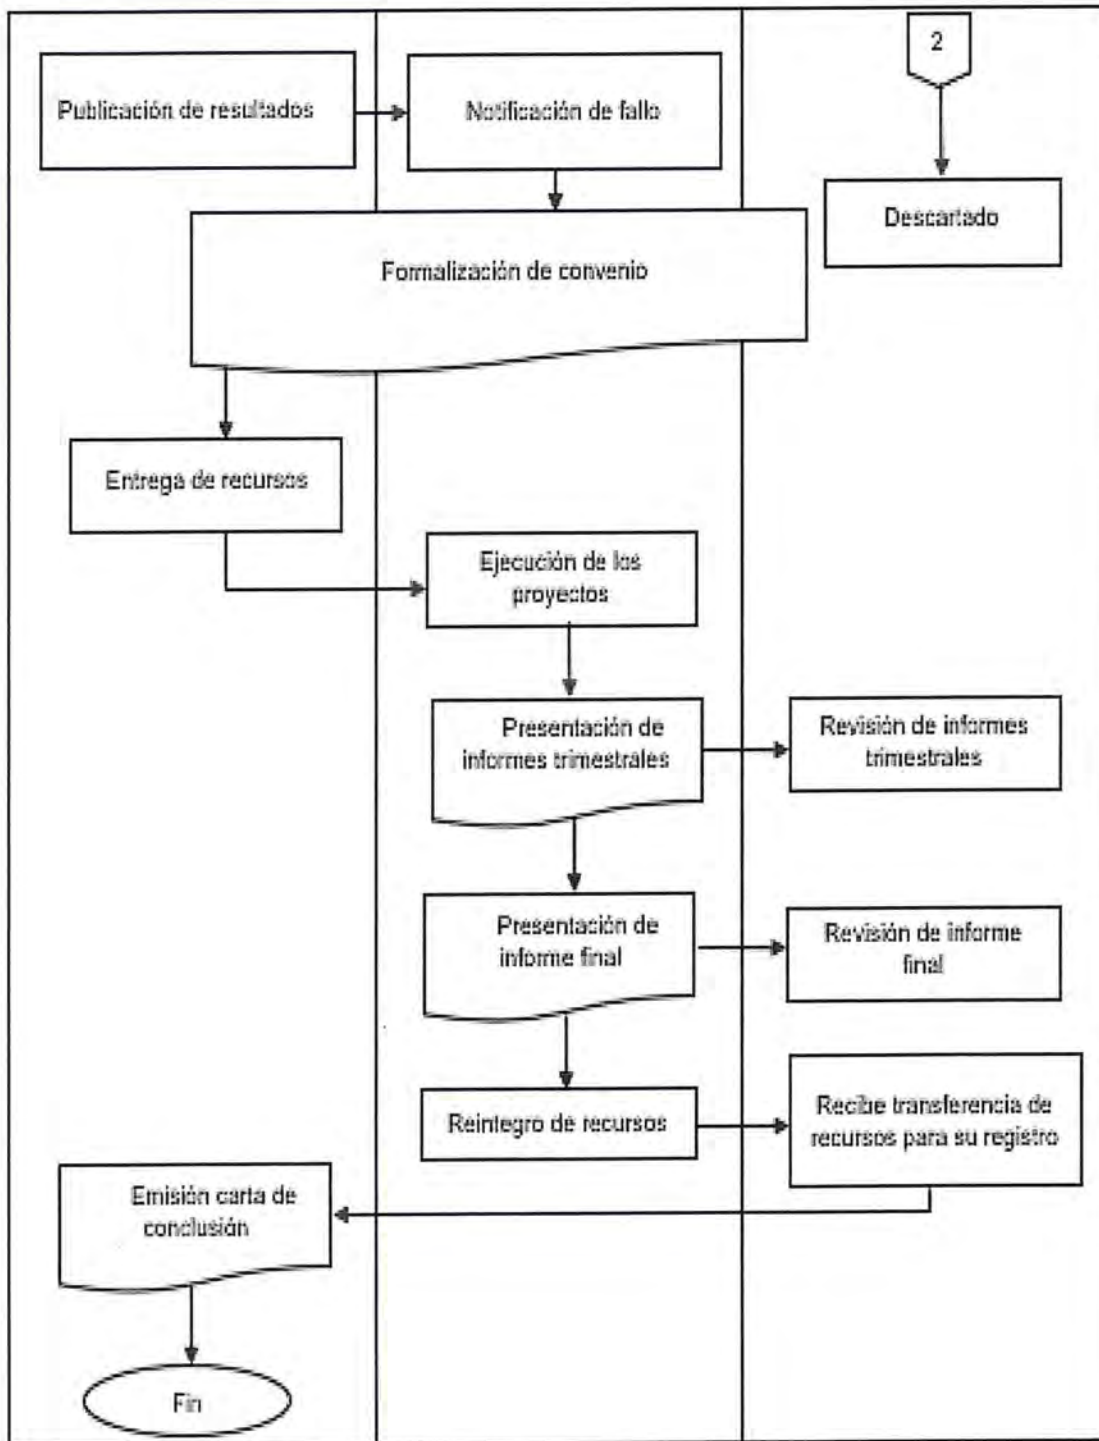 2
Publicación de resultados
Notificación de fallo
Descartado
Formalización de convenio
Entrega de recursos
Ejecución de los
proyectos
Presentación de
informes trimestrales
Revisión de informes
trimestrales
Presentación de
informe final
Revisión de informe
final
Reintegro de recursos
Recibe transferencia de
recursos para su registro
Emisión carta de
conclusión
Fin